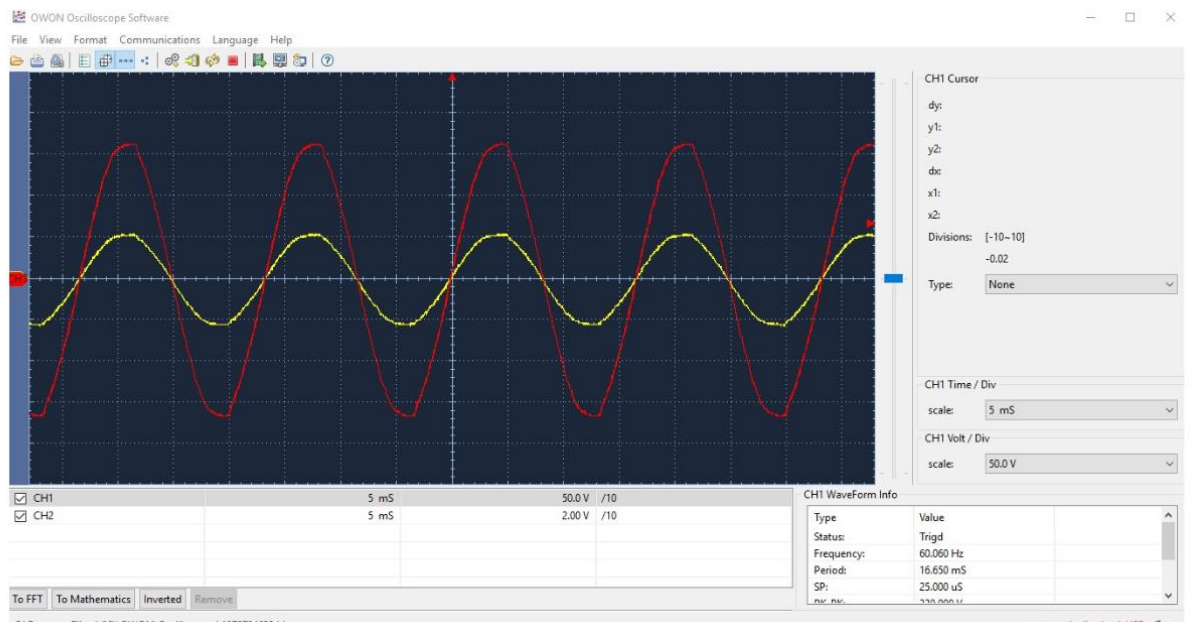 OWON Oscilloscope Software
File View Format Communications Language Help
CH1 Cursor
dy:
y1:
y2:
dx:
x1:
x2:
Divisions: [-10~10]
-0.02
Type: None
CH1 Time / Div
scale: 5 mS
CH1 Volt / Div
scale: 50.0 V
CH1 5 mS 50.0 V /10
CH2 5 mS 2.00 V /10
CH1 WaveForm Info
Type Value
Status: Trigd
Frequency: 60.060 Hz
Period: 16.650 mS
SP: 25.000 uS
To FFT To Mathematics Inverted Remove